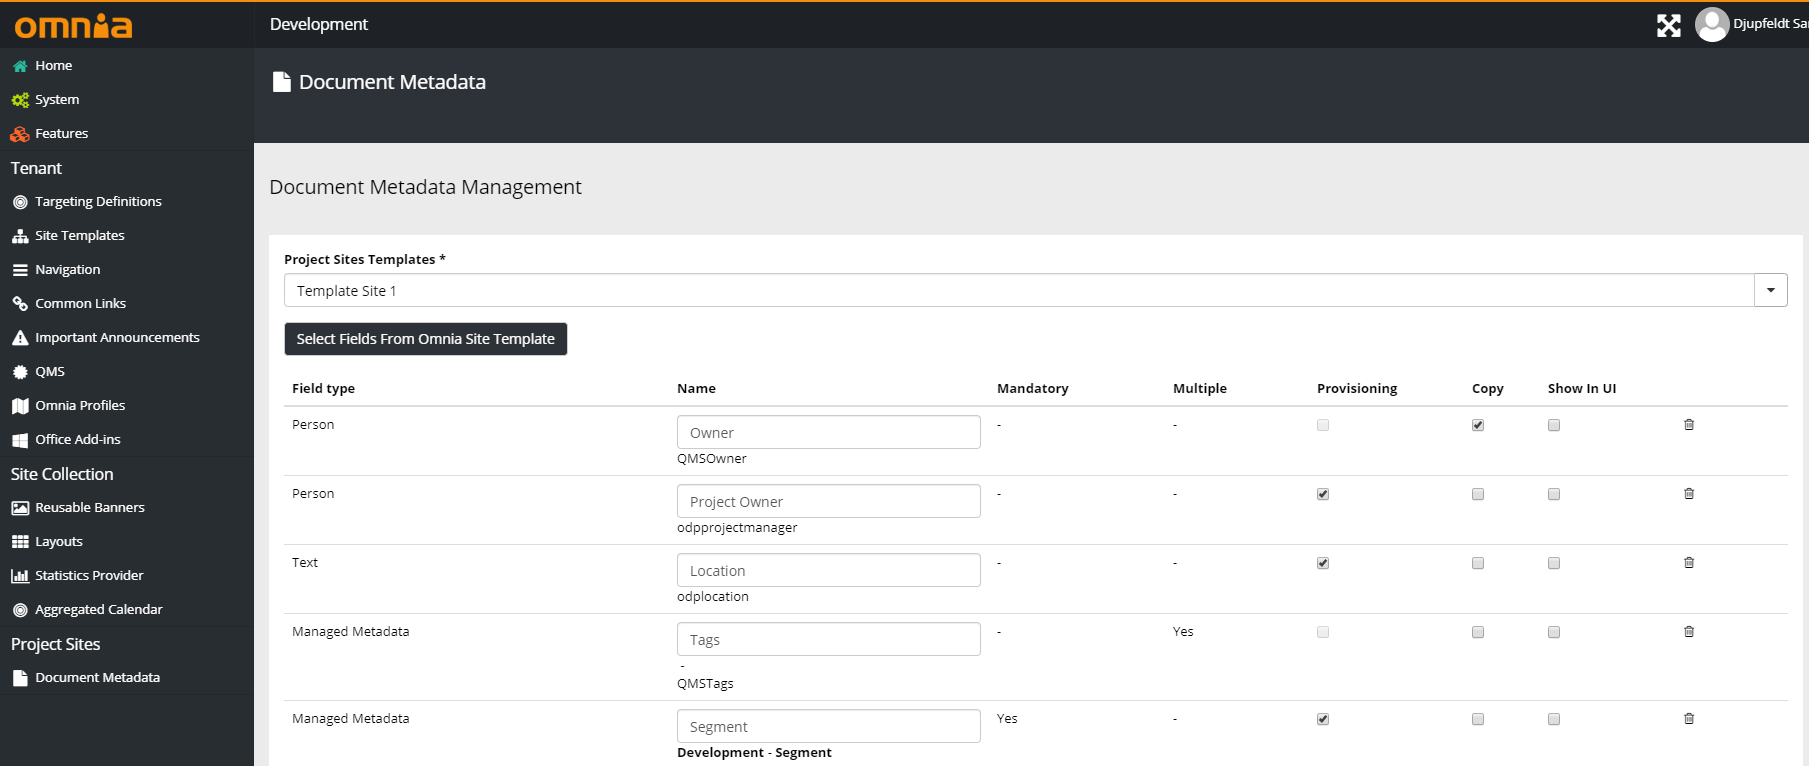 omnia
Development
Djupfeldt Sa
Home
System
Features
Tenant
Targeting Definitions
Site Templates
Navigation
Common Links
Important Announcements
QMS
Omnia Profiles
Office Add-ins
Site Collection
Reusable Banners
Layouts
Statistics Provider
Aggregated Calendar
Project Sites
Document Metadata
Document Metadata
Document Metadata Management
Project Sites Templates *
Template Site 1
Select Fields From Omnia Site Template
Field type Name Mandatory Multiple Provisioning Copy Show In UI
Person Owner - -
QMSOwner
Person Project Owner - -
odpprojectmanager
Text Location - -
odplocation
Managed Metadata Tags - Yes
-
QMSTags
Managed Metadata Segment Yes -
Development - Segment